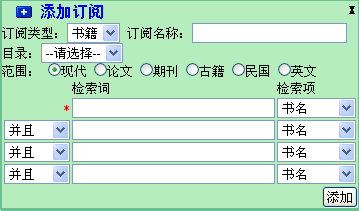 添加订阅 x
订阅类型： 书籍 订阅名称：
目录： --请选择--
范围： 现代 论文 期刊 古籍 民国 英文
检索词 检索项
* 书名
并且 书名
并且 书名
并且 书名
添加